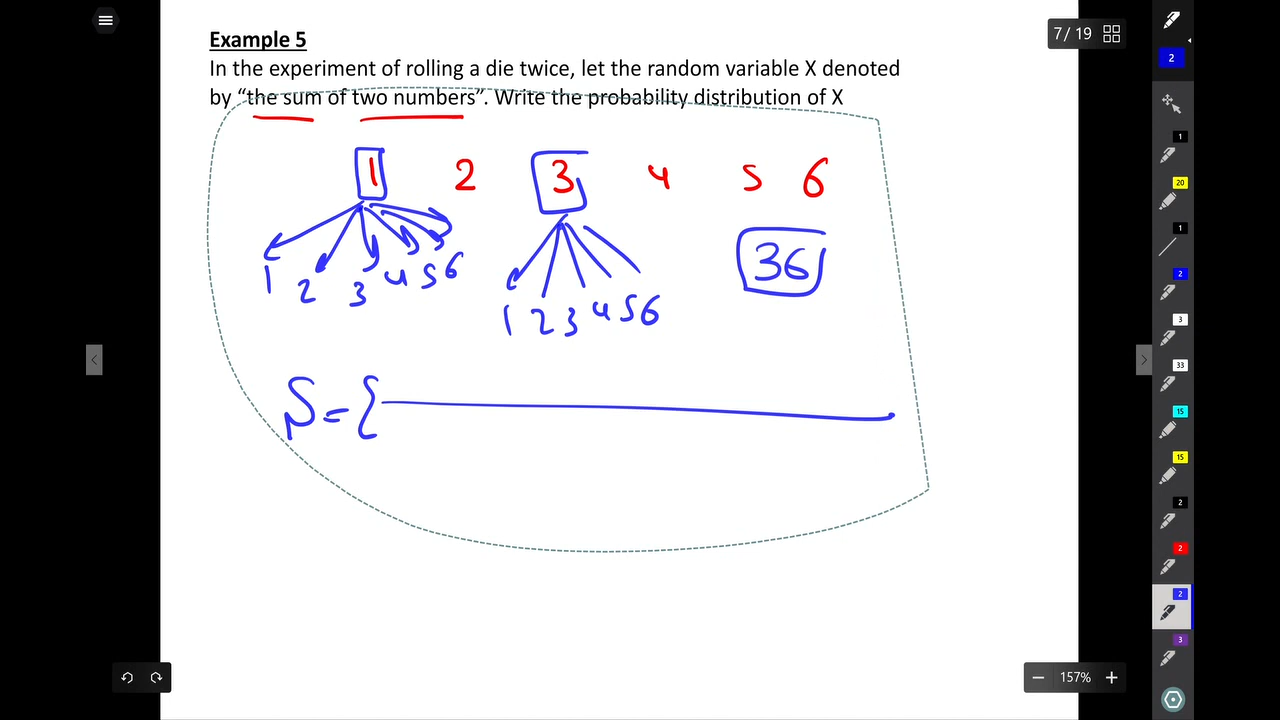 7 / 19
Example 5
In the experiment of rolling a die twice, let the random variable X denoted
by “the sum of two numbers”. Write the probability distribution of X
1 2 3 4 5 6
1 2 3 4 5 6
36
1 2 3 4 5 6
S = {
157%
2
1
20
1
2
3
33
15
15
2
2
2
3